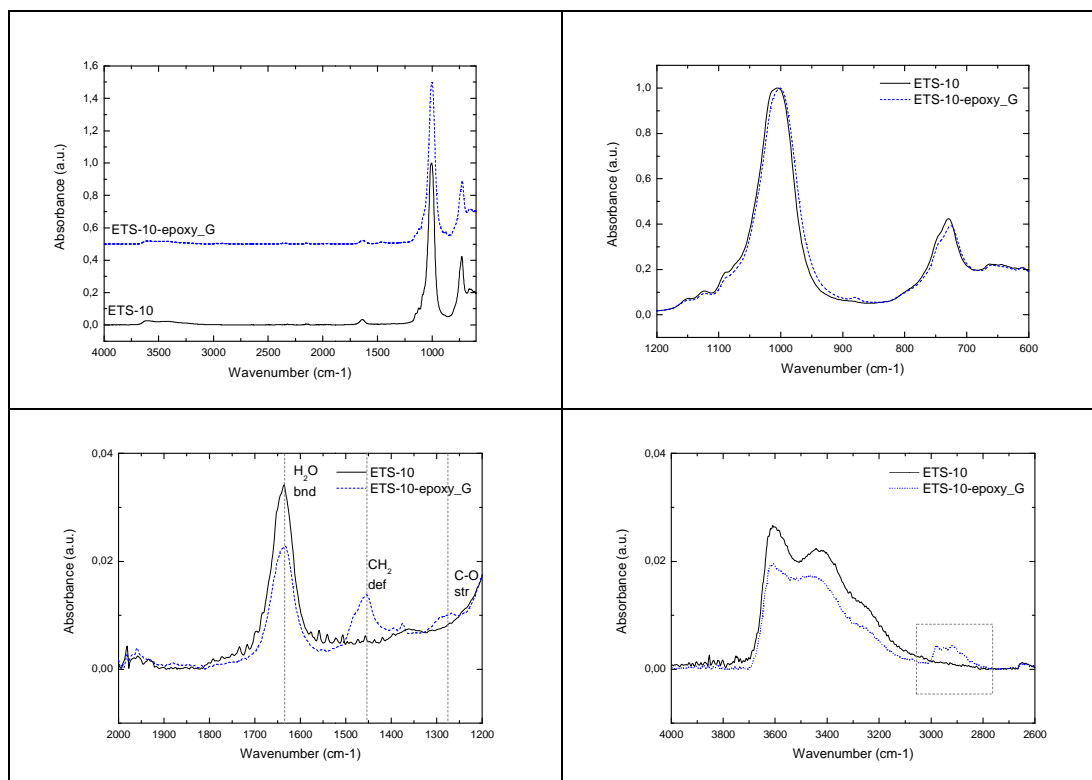 1,6
1,4
1,2
1,0
0,8
0,6
0,4
0,2
0,0
Absorbance (a.u.)
ETS-10-epoxy_G
ETS-10
4000 3500 3000 2500 2000 1500 1000
Wavenumber (cm-1)
ETS-10
ETS-10-epoxy_G
1,0
0,8
0,6
0,4
0,2
0,0
Absorbance (a.u.)
1200 1100 1000 900 800 700 600
Wavenumber (cm-1)
0,04
0,02
0,00
Absorbance (a.u.)
H2O
bnd
ETS-10
ETS-10-epoxy_G
CH2
def
C-O
str
2000 1900 1800 1700 1600 1500 1400 1300 1200
Wavenumber (cm-1)
0,04
0,02
0,00
Absorbance (a.u.)
ETS-10
ETS-10-epoxy_G
4000 3800 3600 3400 3200 3000 2800 2600
Wavenumber (cm-1)